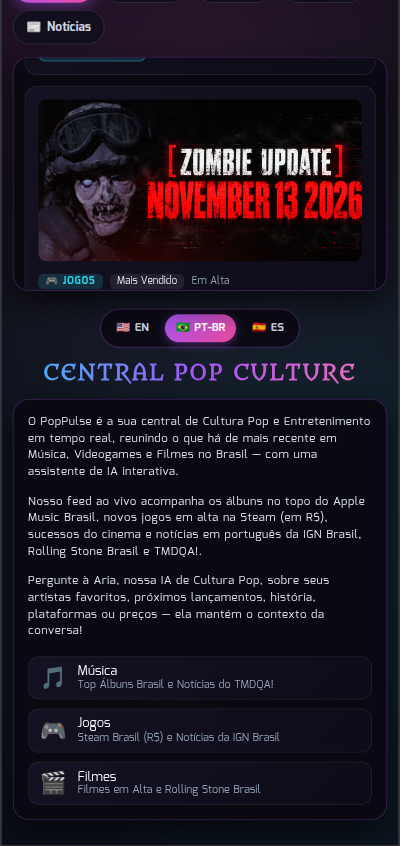 Notícias
[ZOMBIE UPDATE]
NOVEMBER 13 2026
JOGOS Mais Vendido Em Alta
EN PT-BR ES
CENTRAL POP CULTURE
O PopPulse é a sua central de Cultura Pop e Entretenimento
em tempo real, reunindo o que há de mais recente em
Música, Videogames e Filmes no Brasil — com uma
assistente de IA interativa.
Nosso feed ao vivo acompanha os álbuns no topo do Apple
Music Brasil, novos jogos em alta na Steam (em R$),
sucessos do cinema e notícias em português da IGN Brasil,
Rolling Stone Brasil e TMDQA!.
Pergunte à Aria, nossa IA de Cultura Pop, sobre seus
artistas favoritos, próximos lançamentos, história,
plataformas ou preços — ela mantém o contexto da
conversa!
Música
Top Álbuns Brasil e Notícias do TMDQA!
Jogos
Steam Brasil (R$) e Notícias da IGN Brasil
Filmes
Filmes em Alta e Rolling Stone Brasil